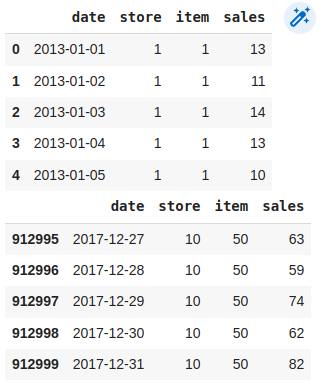 date store item sales
0 2013-01-01 1 1 13
1 2013-01-02 1 1 11
2 2013-01-03 1 1 14
3 2013-01-04 1 1 13
4 2013-01-05 1 1 10
date store item sales
912995 2017-12-27 10 50 63
912996 2017-12-28 10 50 59
912997 2017-12-29 10 50 74
912998 2017-12-30 10 50 62
912999 2017-12-31 10 50 82